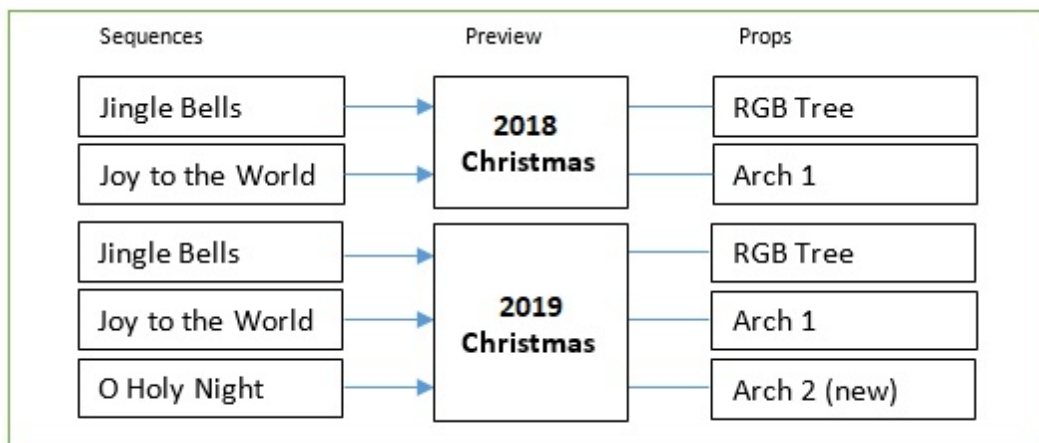 Sequences Preview Props
Jingle Bells
2018
Christmas
RGB Tree
Joy to the World
Arch 1
Jingle Bells
2019
Christmas
RGB Tree
Joy to the World
Arch 1
O Holy Night
Arch 2 (new)